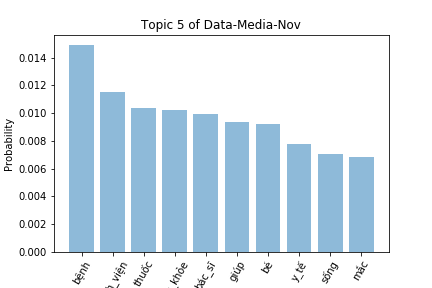 Topic 5 of Data-Media-Nov
Probability
0.014
0.012
0.010
0.008
0.006
0.004
0.002
0.000
bệnh
thuốc
giúp
bé
y_tế
sống
mắc